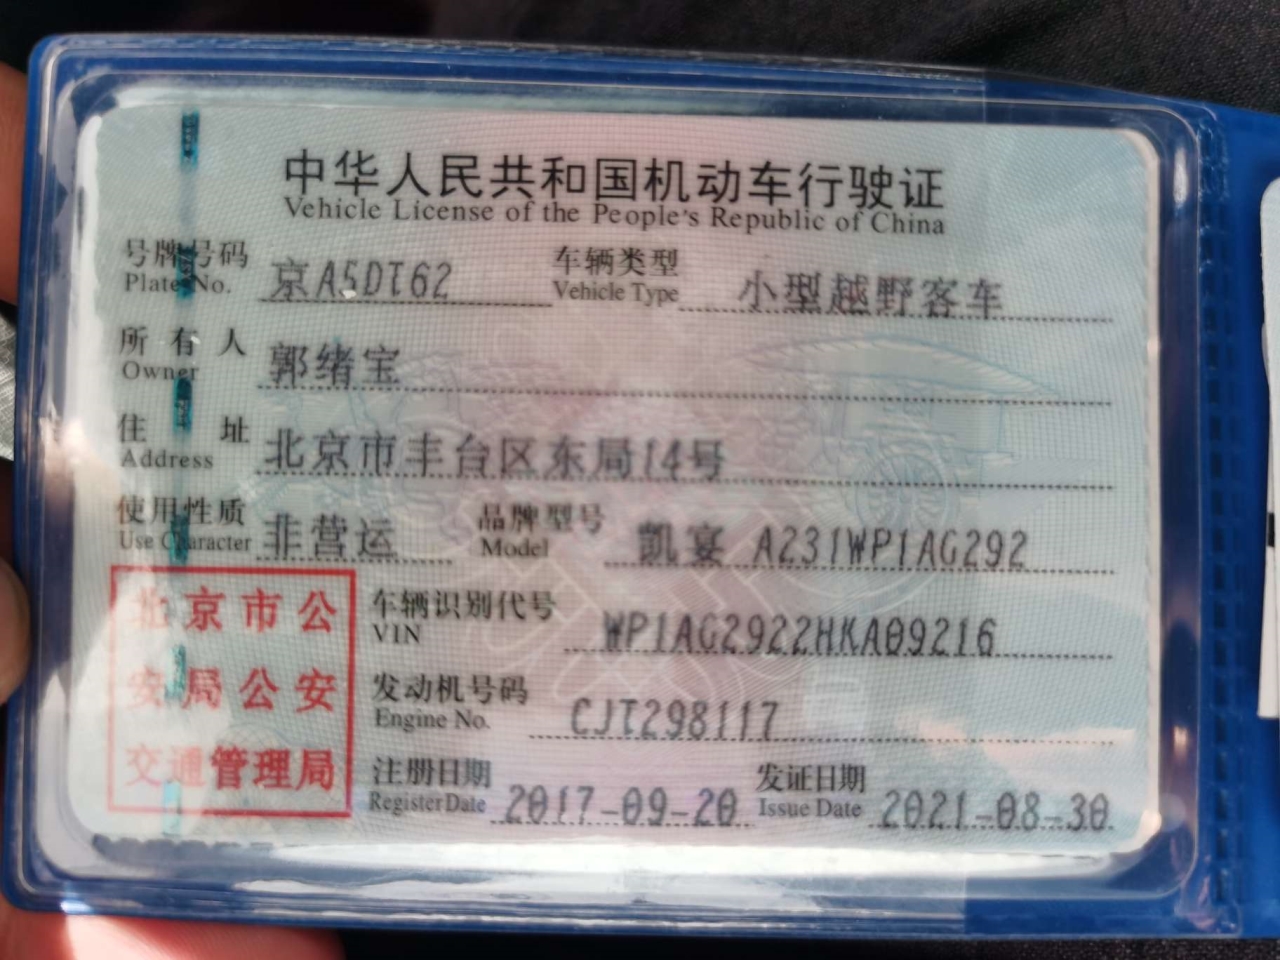 中华人民共和国机动车行驶证
Vehicle License of the People's Republic of China
号牌号码 京A5DT62 车辆类型 小型越野客车
Plate No. Vehicle Type
所有人 郭绪宝
Owner
住址 北京市丰台区东局14号
Address
使用性质 非营运 品牌型号 凯宴 A231WP1AG292
Use Character Model
北京市公
安局公安
交通管理局
车辆识别代号 WP1AG2922HKA09216
VIN
发动机号码 CJT298117
Engine No.
注册日期 2017-09-20 发证日期 2021-08-30
Register Date Issue Date